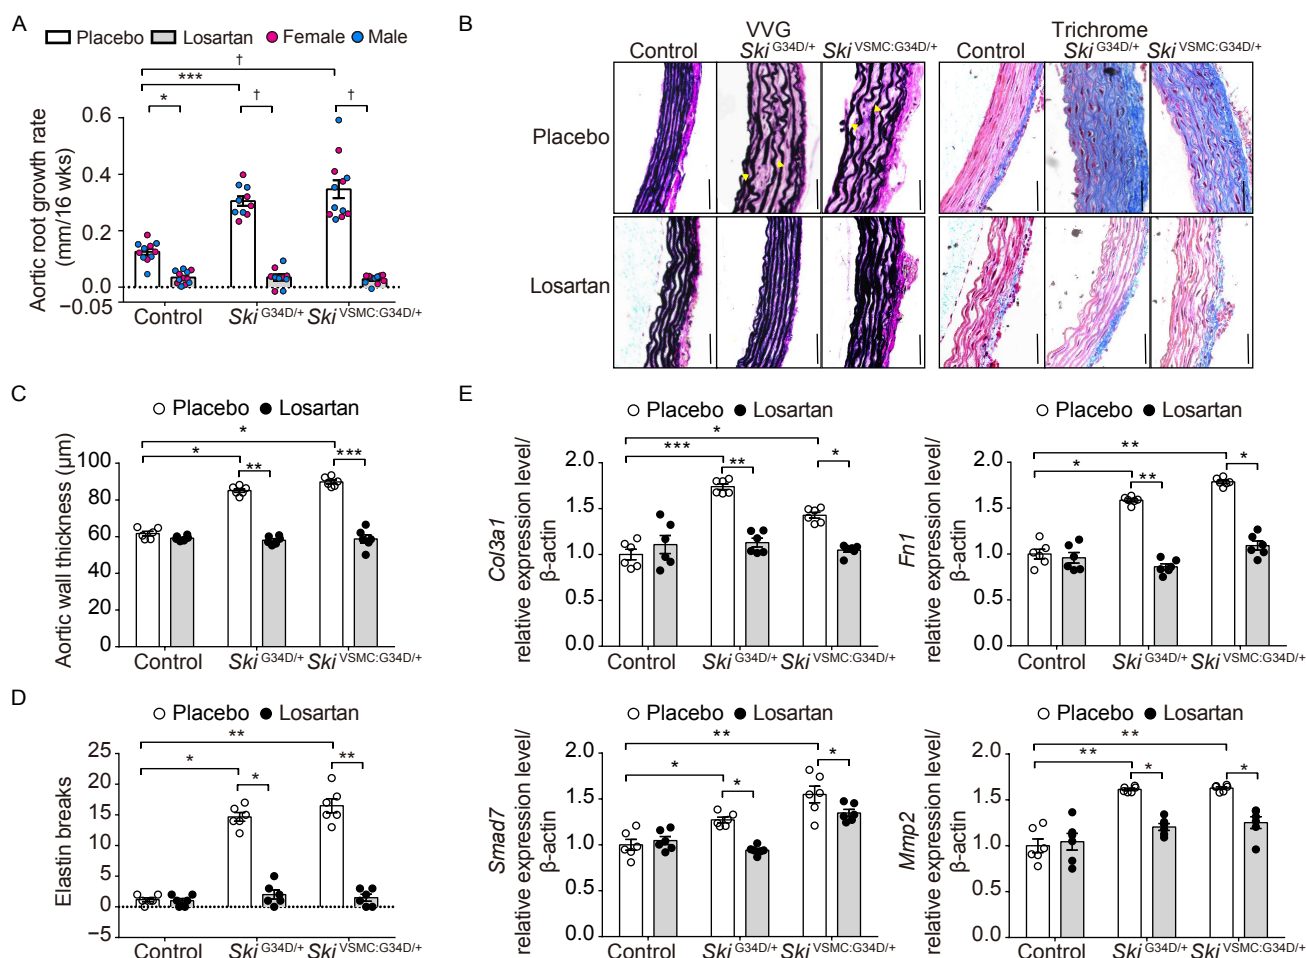 A
Placebo Losartan Female Male
†
***
* † †
Aortic root growth rate
(mm/16 wks)
0.6
0.4
0.2
0.0
−0.05
Control Ski G34D/+ Ski VSMC:G34D/+
B
VVG Trichrome
Control Ski G34D/+ Ski VSMC:G34D/+ Control Ski G34D/+ Ski VSMC:G34D/+
Placebo
Losartan
C
Placebo Losartan
*
*
** ***
Aortic wall thickness (μm)
100
80
60
40
20
0
Control Ski G34D/+ Ski VSMC:G34D/+
D
Placebo Losartan
**
*
* **
Elastin breaks
25
20
15
10
5
0
−5
Control Ski G34D/+ Ski VSMC:G34D/+
E
Placebo Losartan
*
***
** *
Col3a1
relative expression level/
β-actin
2.0
1.5
1.0
0.5
0.0
Control Ski G34D/+ Ski VSMC:G34D/+
Placebo Losartan
**
*
** *
Fn1
relative expression level/
β-actin
2.0
1.5
1.0
0.5
0.0
Control Ski G34D/+ Ski VSMC:G34D/+
Placebo Losartan
**
*
* *
Smad7
relative expression level/
β-actin
2.0
1.5
1.0
0.5
0.0
Control Ski G34D/+ Ski VSMC:G34D/+
Placebo Losartan
**
**
* *
Mmp2
relative expression level/
β-actin
2.0
1.5
1.0
0.5
0.0
Control Ski G34D/+ Ski VSMC:G34D/+